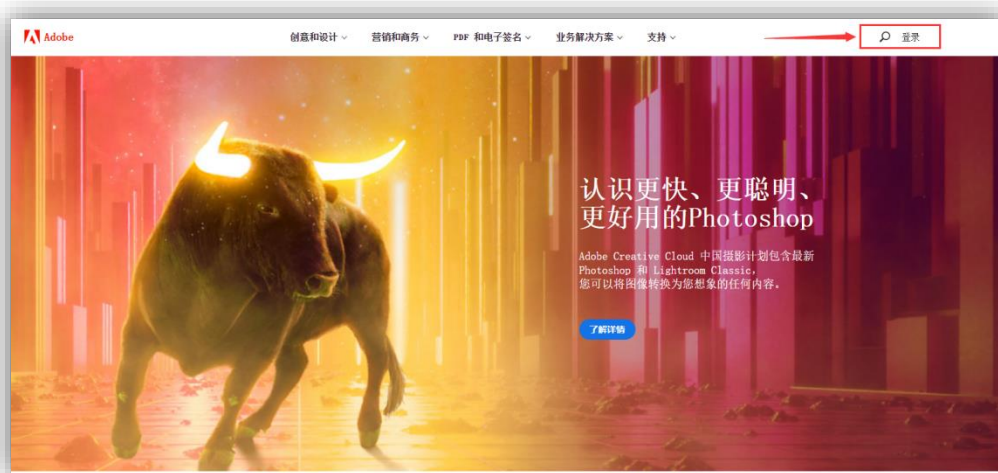 Adobe 创意和设计 营销和商务 PDF 和电子签名 业务解决方案 支持 登录
认识更快、更聪明、
更好用的Photoshop
Adobe Creative Cloud 中国摄影计划包含最新
Photoshop 和 Lightroom Classic，
您可以将图像转换为您想象的任何内容。
了解详情